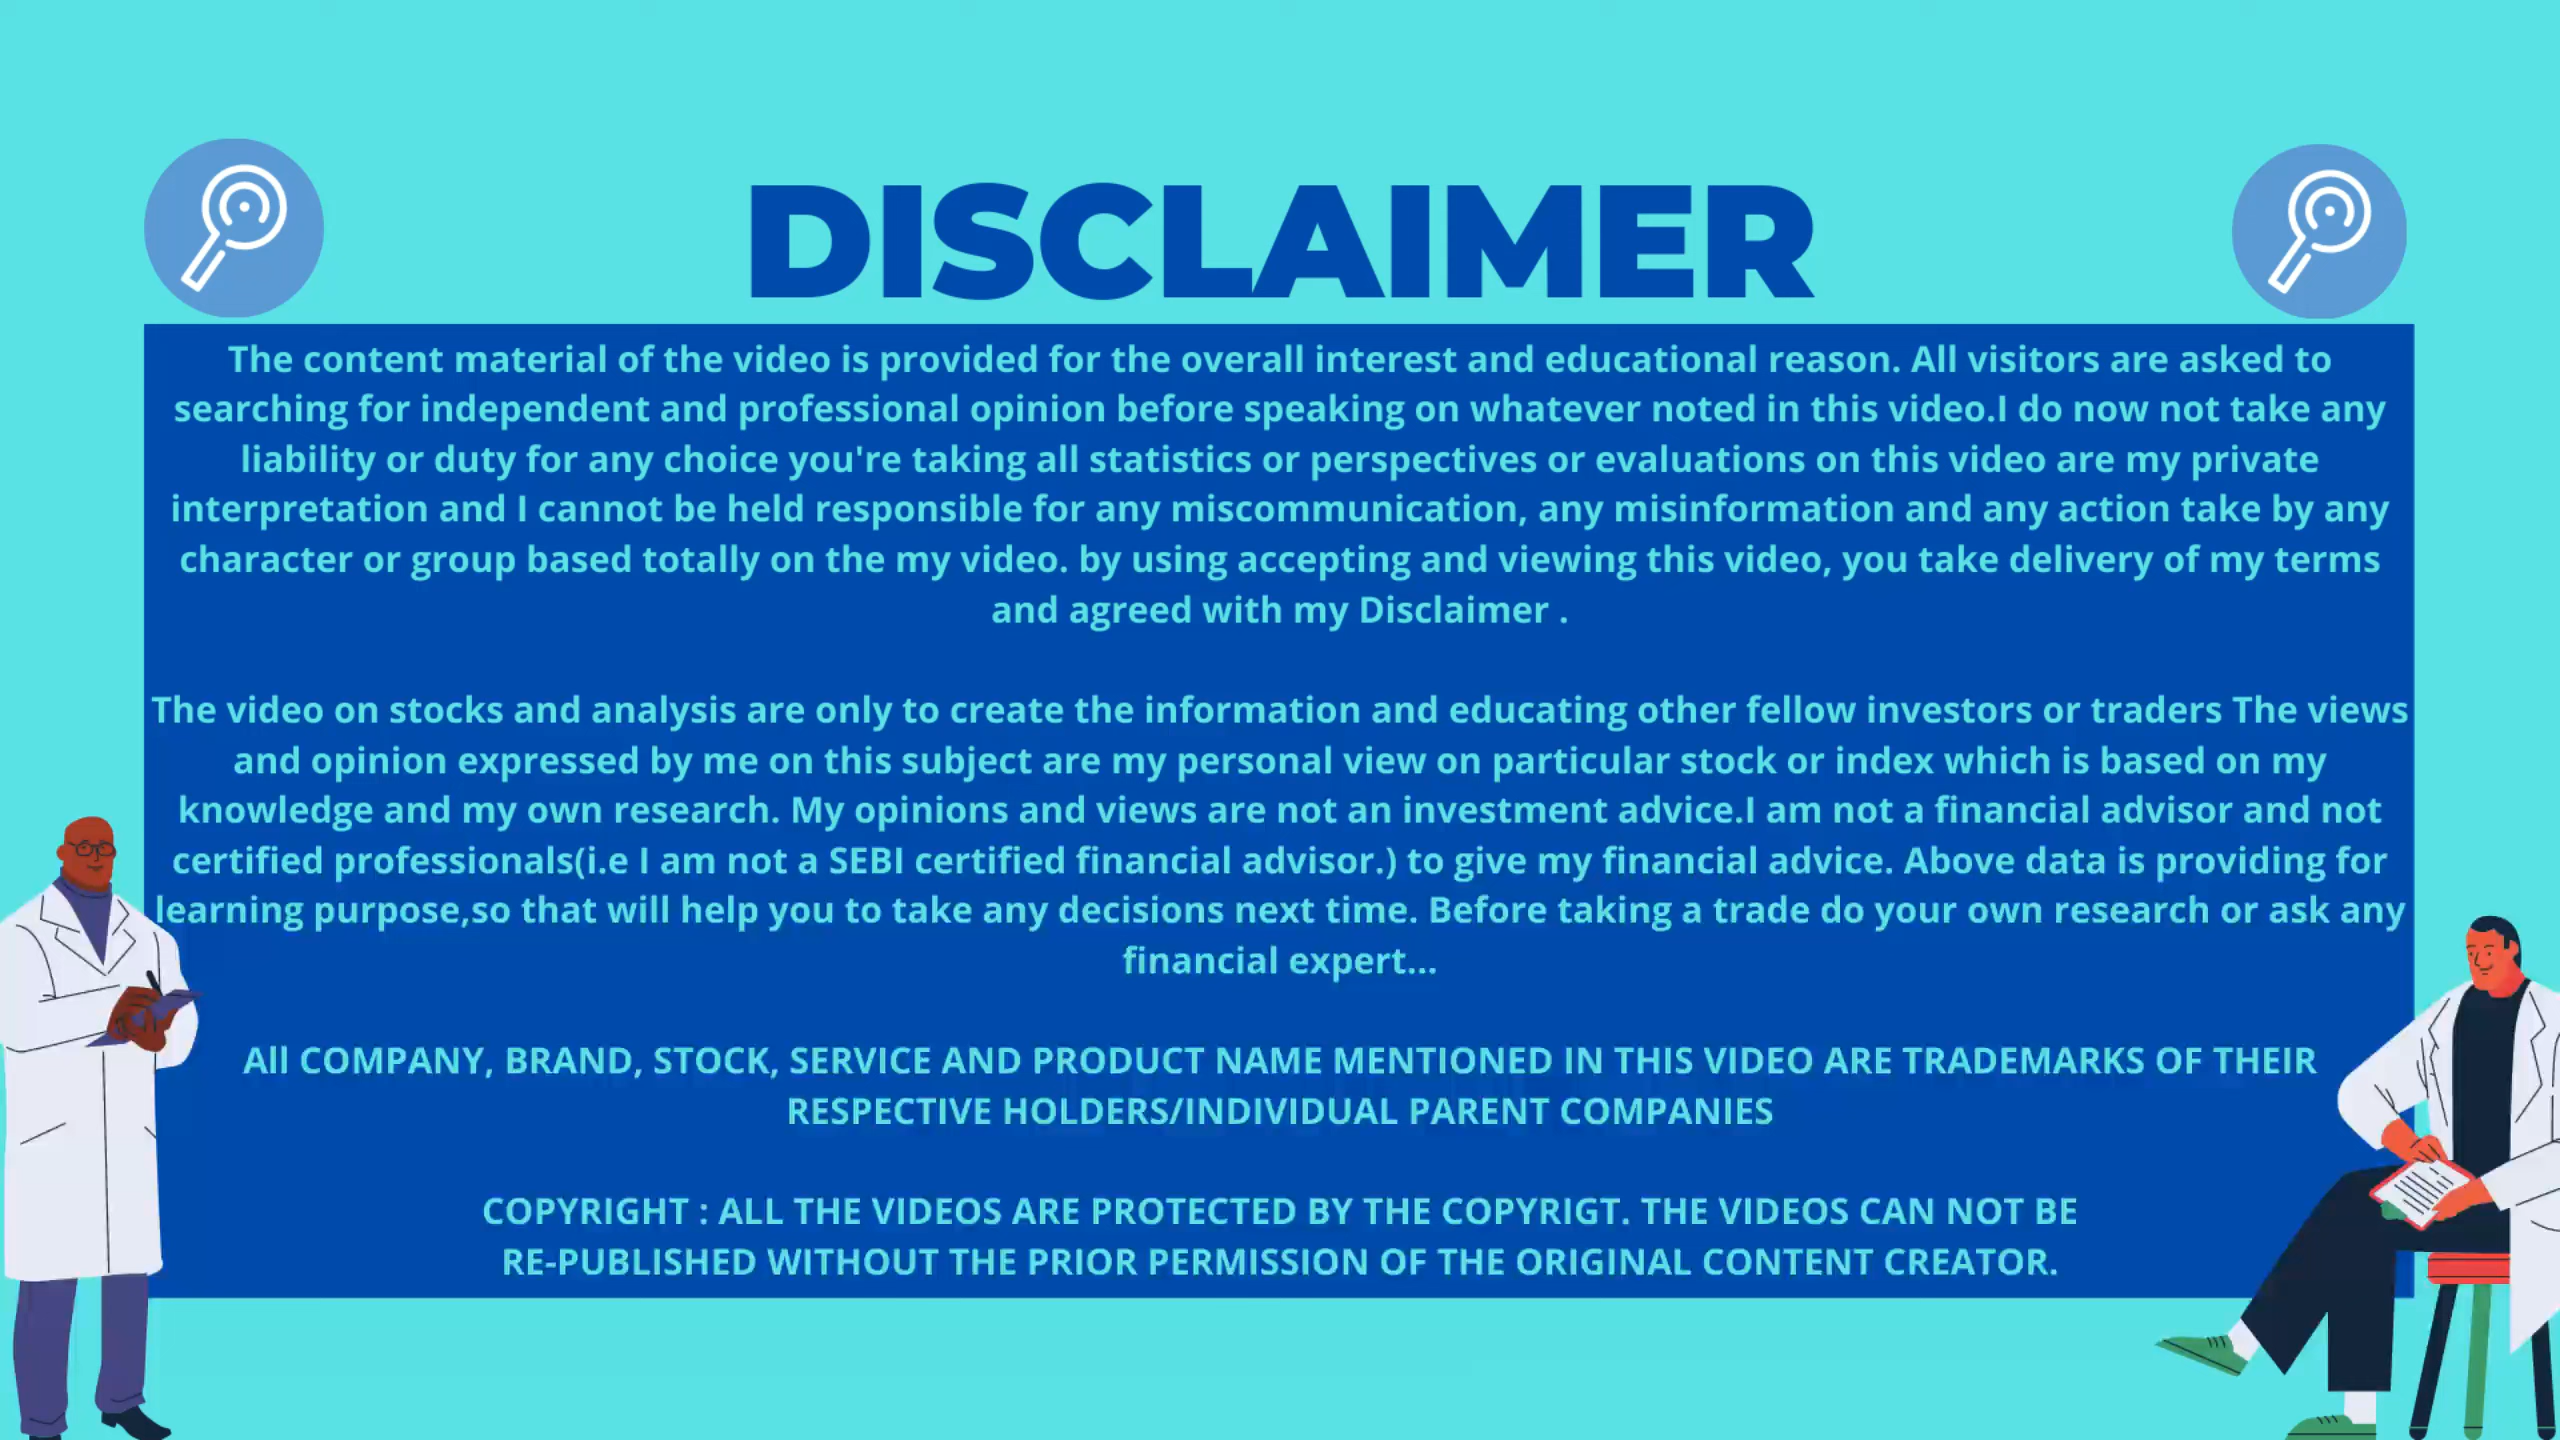 DISCLAIMER
The content material of the video is provided for the overall interest and educational reason. All visitors are asked to
searching for independent and professional opinion before speaking on whatever noted in this video.I do now not take any
liability or duty for any choice you're taking all statistics or perspectives or evaluations on this video are my private
interpretation and I cannot be held responsible for any miscommunication, any misinformation and any action take by any
character or group based totally on the my video. by using accepting and viewing this video, you take delivery of my terms
and agreed with my Disclaimer .
The video on stocks and analysis are only to create the information and educating other fellow investors or traders The views
and opinion expressed by me on this subject are my personal view on particular stock or index which is based on my
knowledge and my own research. My opinions and views are not an investment advice.I am not a financial advisor and not
certified professionals(i.e I am not a SEBI certified financial advisor.) to give my financial advice. Above data is providing for
learning purpose,so that will help you to take any decisions next time. Before taking a trade do your own research or ask any
financial expert...
All COMPANY, BRAND, STOCK, SERVICE AND PRODUCT NAME MENTIONED IN THIS VIDEO ARE TRADEMARKS OF THEIR
RESPECTIVE HOLDERS/INDIVIDUAL PARENT COMPANIES
COPYRIGHT : ALL THE VIDEOS ARE PROTECTED BY THE COPYRIGT. THE VIDEOS CAN NOT BE
RE-PUBLISHED WITHOUT THE PRIOR PERMISSION OF THE ORIGINAL CONTENT CREATOR.